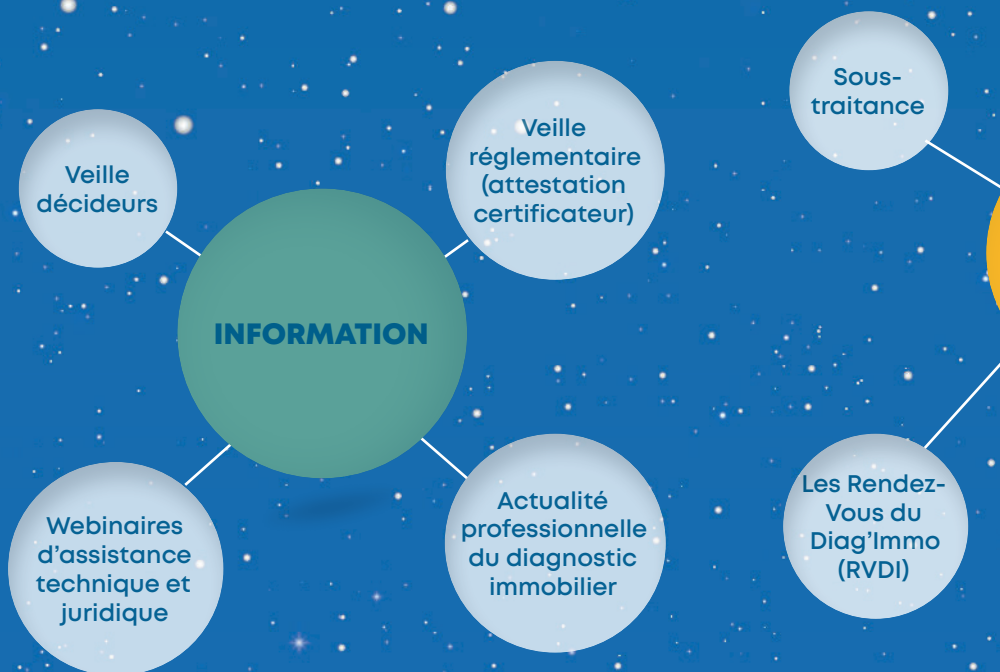 Veille
décideurs
Veille
réglementaire
(attestation
certificateur)
INFORMATION
Webinaires
d’assistance
technique et
juridique
Actualité
professionnelle
du diagnostic
immobilier
Sous-
traitance
Les Rendez-
Vous du
Diag’Immo
(RVDI)